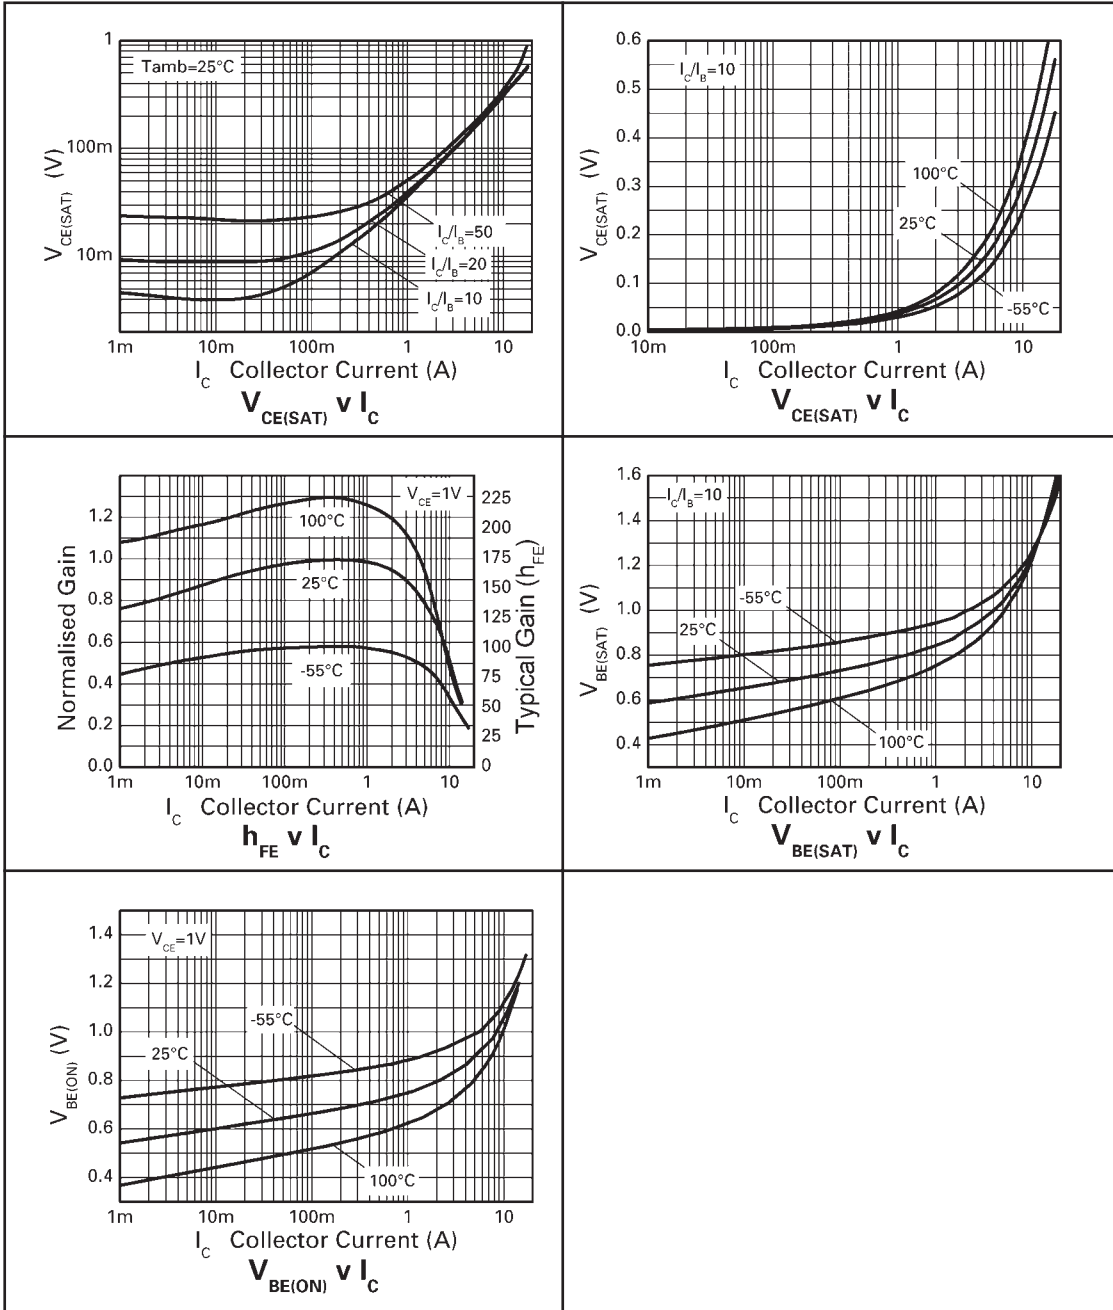 Tamb=25°C
1
100m
10m
V_CE(SAT) (V)
I_C/I_B=50
I_C/I_B=20
I_C/I_B=10
1m 10m 100m 1 10
I_C Collector Current (A)
V_CE(SAT) v I_C
I_C/I_B=10
0.6
0.5
0.4
0.3
0.2
0.1
0.0
V_CE(SAT) (V)
100°C
25°C
-55°C
10m 100m 1 10
I_C Collector Current (A)
V_CE(SAT) v I_C
V_CE=1V
1.2
1.0
0.8
0.6
0.4
0.2
0.0
Normalised Gain
100°C
25°C
-55°C
225
200
175
150
125
100
75
50
25
0
Typical Gain (h_FE)
1m 10m 100m 1 10
I_C Collector Current (A)
h_FE v I_C
I_C/I_B=10
1.6
1.4
1.2
1.0
0.8
0.6
0.4
V_BE(SAT) (V)
-55°C
25°C
100°C
1m 10m 100m 1 10
I_C Collector Current (A)
V_BE(SAT) v I_C
V_CE=1V
1.4
1.2
1.0
0.8
0.6
0.4
V_BE(ON) (V)
-55°C
25°C
100°C
1m 10m 100m 1 10
I_C Collector Current (A)
V_BE(ON) v I_C